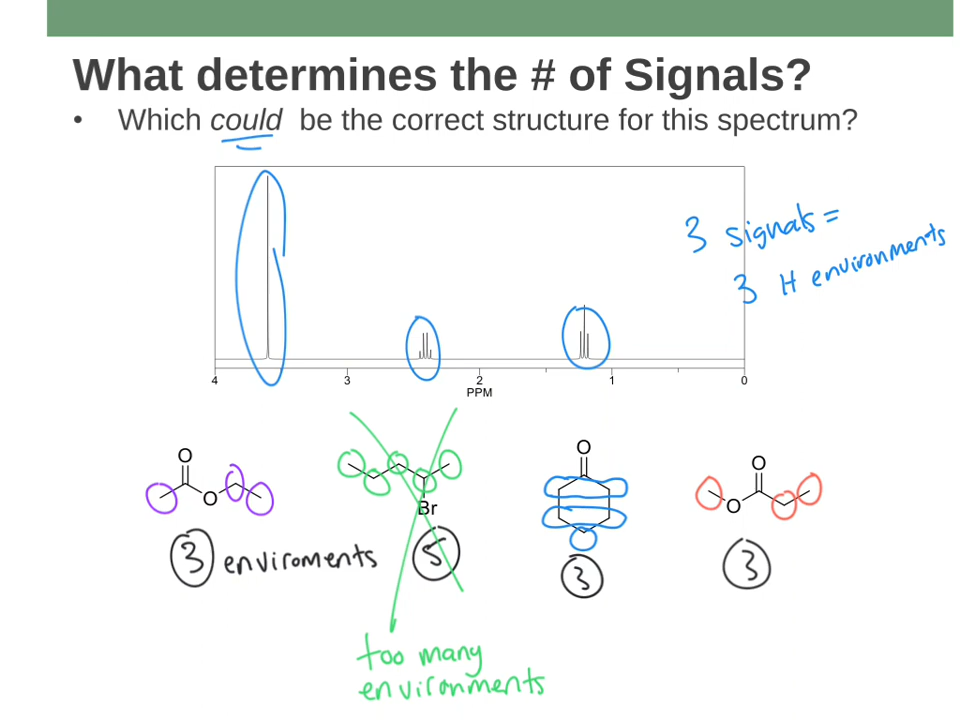 What determines the # of Signals?
• Which could be the correct structure for this spectrum?
3 signals =
3 H environments
4 3 2 1 0
PPM
O
O
O
O
O
Br
3 enviroments
5
3
3
too many
environments